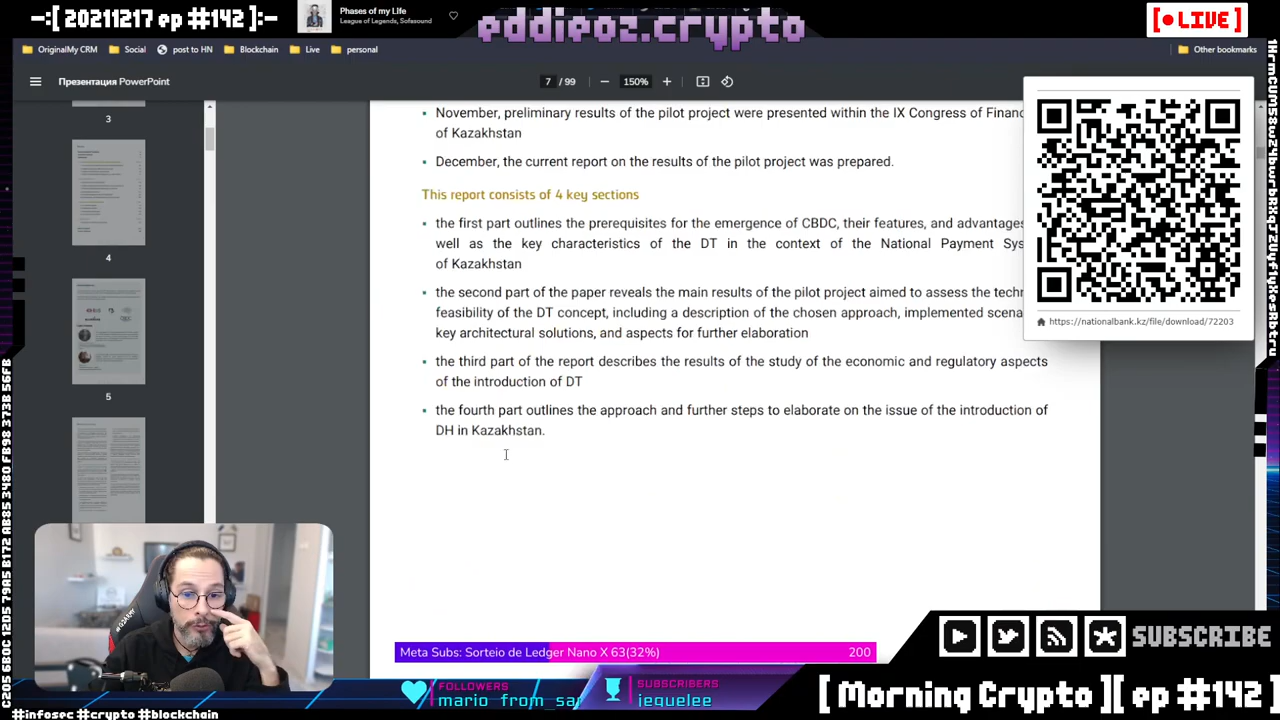 -:[ 20211217 ep #142 ]:-
Phases of my Life
League of Legends, Sofasound
eddieoz.crypto
[● LIVE ]
OriginalMy CRM
Social
post to HN
Blockchain
Live
personal
Other bookmarks
Презентация PowerPoint
7 / 99
150%
3
4
5
November, preliminary results of the pilot project were presented within the IX Congress of
of Kazakhstan
December, the current report on the results of the pilot project was prepared.
This report consists of 4 key sections
the first part outlines the prerequisites for the emergence of CBDC, their features, and advantages
well as the key characteristics of the DT in the context of the National Payment
of Kazakhstan
the second part of the paper reveals the main results of the pilot project aimed to assess the
feasibility of the DT concept, including a description of the chosen approach, implemented
key architectural solutions, and aspects for further elaboration
the third part of the report describes the results of the study of the economic and regulatory aspects
of the introduction of DT
the fourth part outlines the approach and further steps to elaborate on the issue of the introduction of
DH in Kazakhstan.
https://nationalbank.kz/file/download/72203
Meta Subs: Sorteio de Ledger Nano X 63(32%)
200
SUBSCRIBE
FOLLOWERS
mario_from_
SUBSCRIBERS
jequelee
[ Morning Crypto ][ ep #142 ]
#infosec #crypto #blockchain